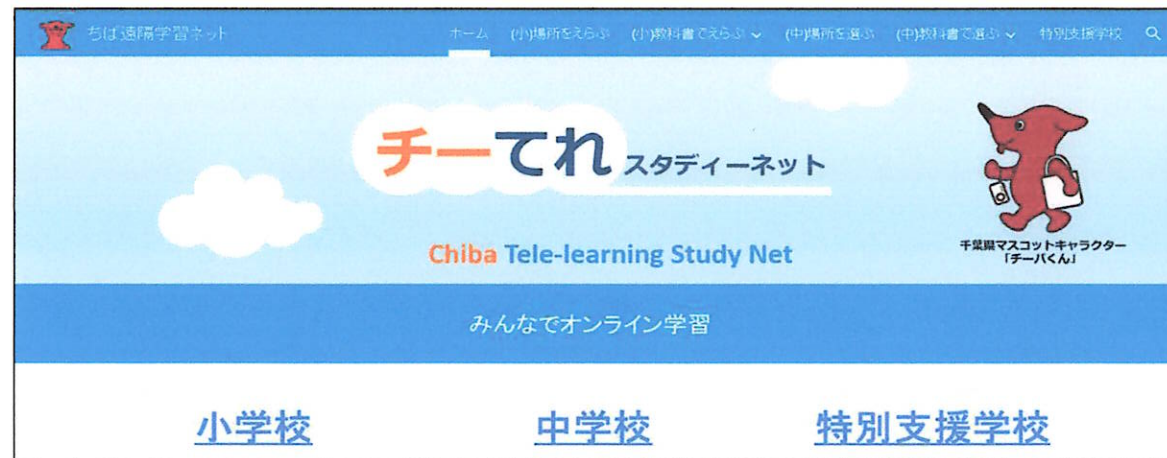 ちば遠隔学習ネット
ホーム (小)場所をえらぶ (小)教科書でえらぶ (中)場所を選ぶ (中)教科書で選ぶ 特別支援学校
チーてれ スタディーネット
Chiba Tele-learning Study Net
千葉県マスコットキャラクター
「チーバくん」
みんなでオンライン学習
小学校 中学校 特別支援学校